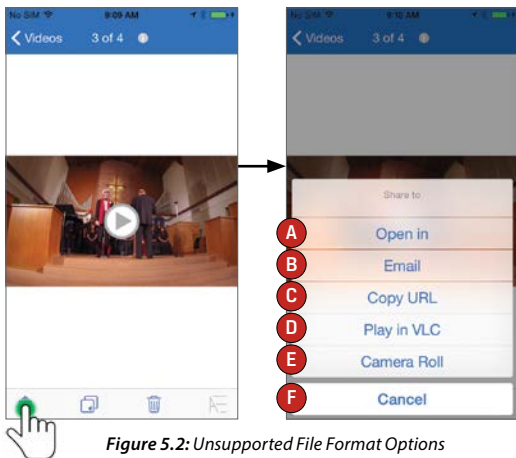 No SIM 9:09 AM
Videos 3 of 4
No SIM 9:10 AM
Videos 3 of 4
Share to
A Open in
B Email
C Copy URL
D Play in VLC
E Camera Roll
F Cancel
Figure 5.2: Unsupported File Format Options